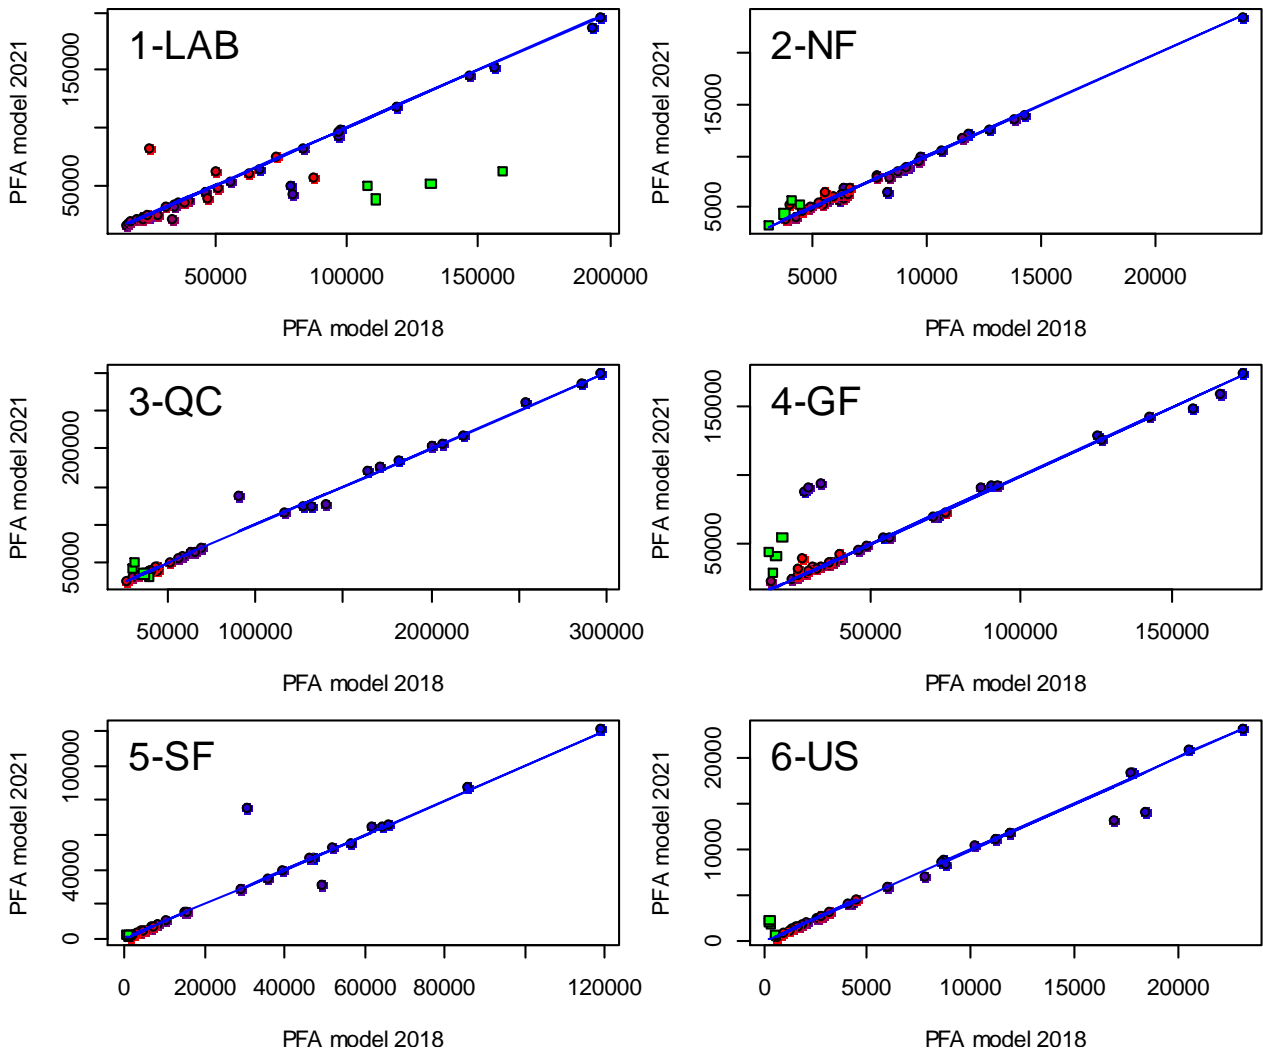 1-LAB
PFA model 2021
150000
50000
50000 100000 150000 200000
PFA model 2018
2-NF
PFA model 2021
15000
5000
5000 10000 15000 20000
PFA model 2018
3-QC
PFA model 2021
200000
50000
50000 100000 200000 300000
PFA model 2018
4-GF
PFA model 2021
150000
50000
50000 100000 150000
PFA model 2018
5-SF
PFA model 2021
100000
40000
0
0 20000 40000 60000 80000 120000
PFA model 2018
6-US
PFA model 2021
20000
10000
0
0 5000 10000 15000 20000
PFA model 2018